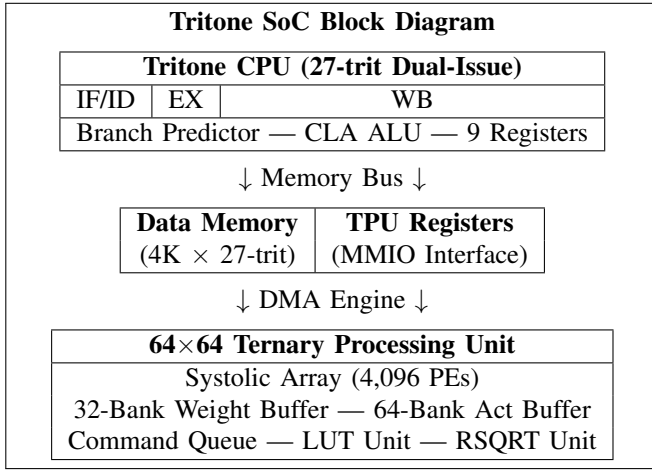 Tritone SoC Block Diagram
Tritone CPU (27-trit Dual-Issue)
IF/ID EX WB
Branch Predictor — CLA ALU — 9 Registers
↓ Memory Bus ↓
Data Memory TPU Registers
(4K × 27-trit) (MMIO Interface)
↓ DMA Engine ↓
64×64 Ternary Processing Unit
Systolic Array (4,096 PEs)
32-Bank Weight Buffer — 64-Bank Act Buffer
Command Queue — LUT Unit — RSQRT Unit